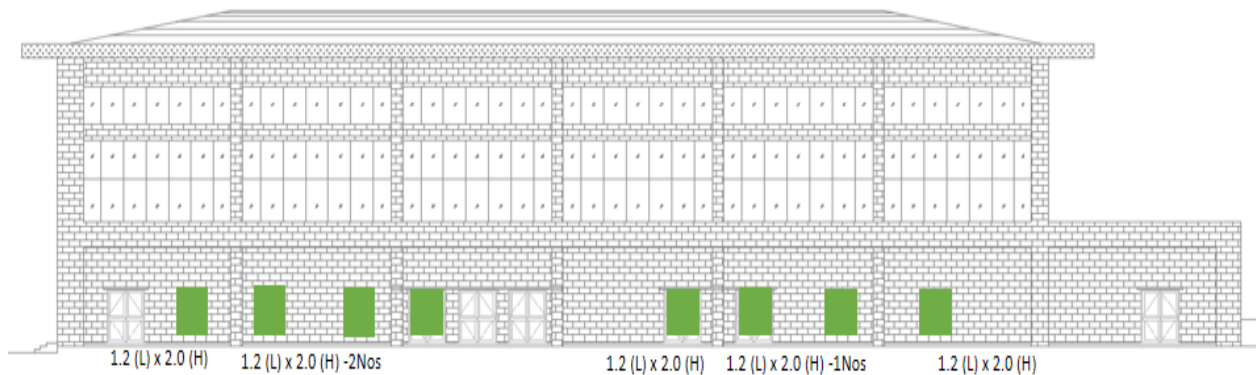 1.2 (L) x 2.0 (H)
1.2 (L) x 2.0 (H) -2Nos
1.2 (L) x 2.0 (H)
1.2 (L) x 2.0 (H) -1Nos
1.2 (L) x 2.0 (H)